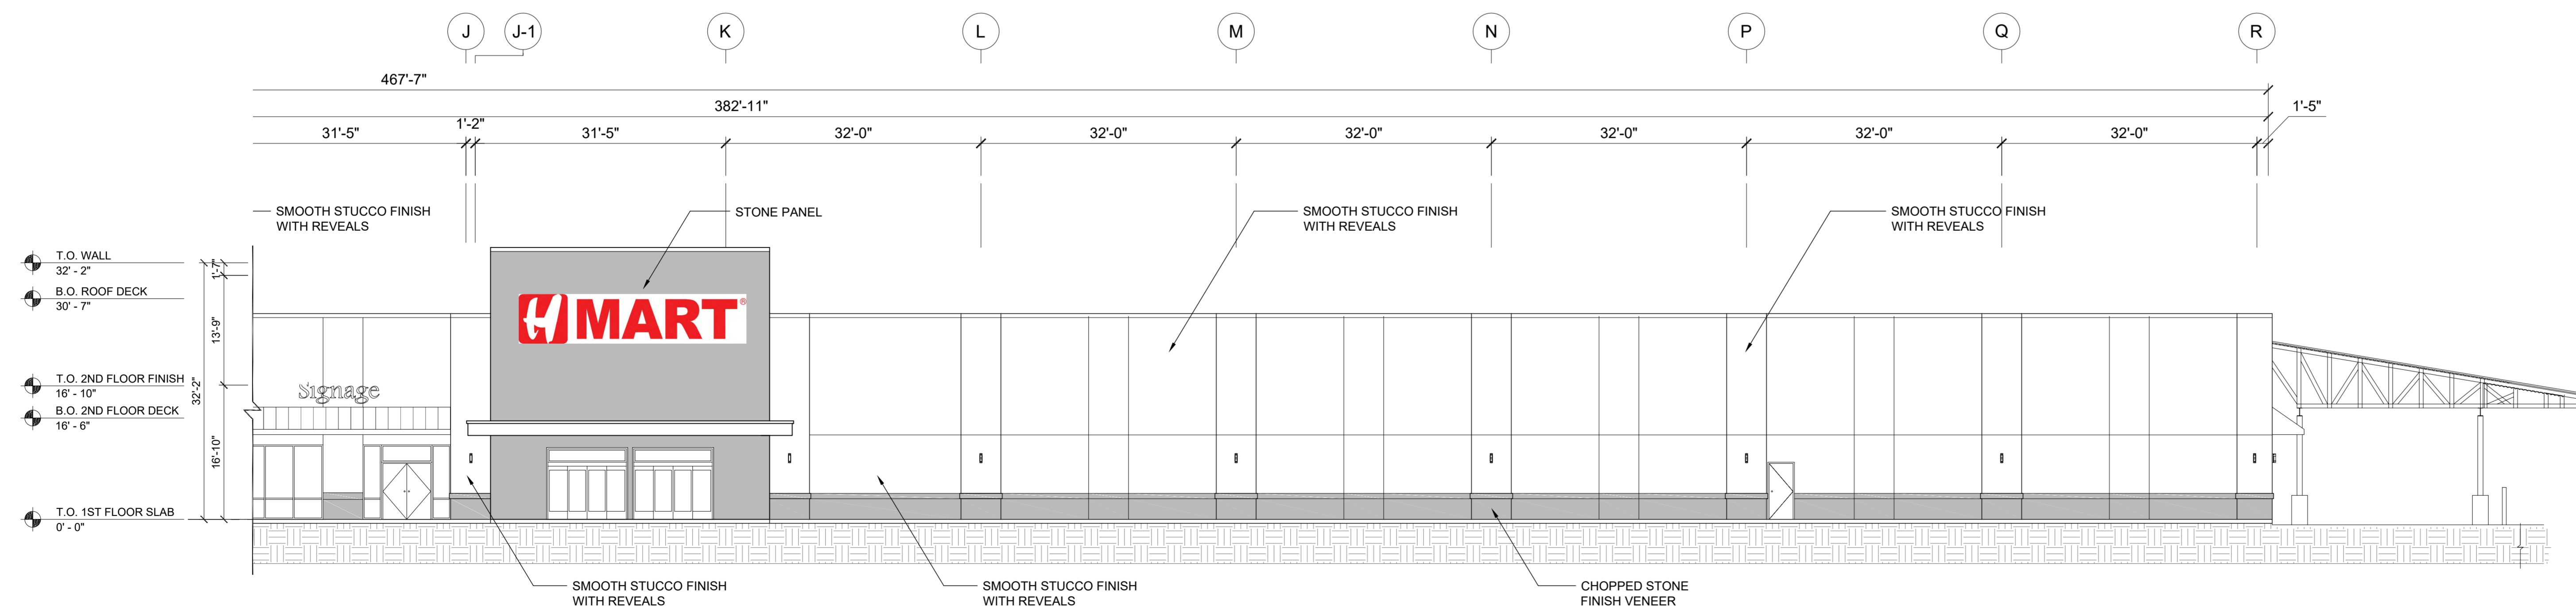 J J-1 K L M N P Q R
467'-7"
382'-11"
1'-5"
31'-5" 1'-2" 31'-5" 32'-0" 32'-0" 32'-0" 32'-0" 32'-0" 32'-0"
SMOOTH STUCCO FINISH
WITH REVEALS
STONE PANEL
SMOOTH STUCCO FINISH
WITH REVEALS
SMOOTH STUCCO FINISH
WITH REVEALS
T.O. WALL
32' - 2"
B.O. ROOF DECK
30' - 7"
T.O. 2ND FLOOR FINISH
16' - 10"
B.O. 2ND FLOOR DECK
16' - 6"
T.O. 1ST FLOOR SLAB
0' - 0"
32'-2"
1'-7"
13'-9"
16'-10"
H MART®
Signage
SMOOTH STUCCO FINISH
WITH REVEALS
SMOOTH STUCCO FINISH
WITH REVEALS
CHOPPED STONE
FINISH VENEER